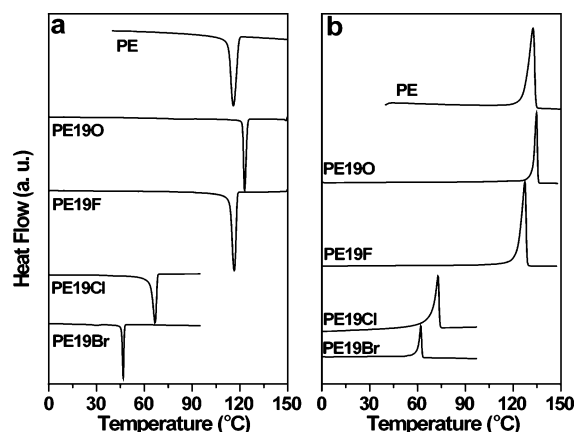 a
PE
PE19O
PE19F
PE19Cl
PE19Br
Heat Flow (a. u.)
0 30 60 90 120 150
Temperature (°C)
b
PE
PE19O
PE19F
PE19Cl
PE19Br
0 30 60 90 120 150
Temperature (°C)